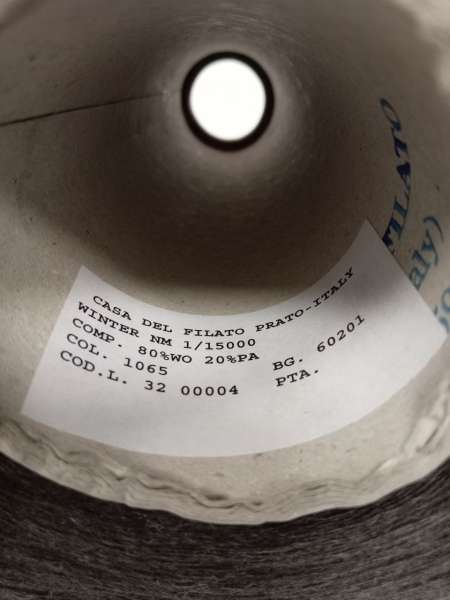 CASA DEL FILATO PRATO-ITALY
WINTER NM 1/15000
COMP. 80%WO 20%PA
COL. 1065 BG. 60201
COD.L. 32 00004 PTA.
FILATO